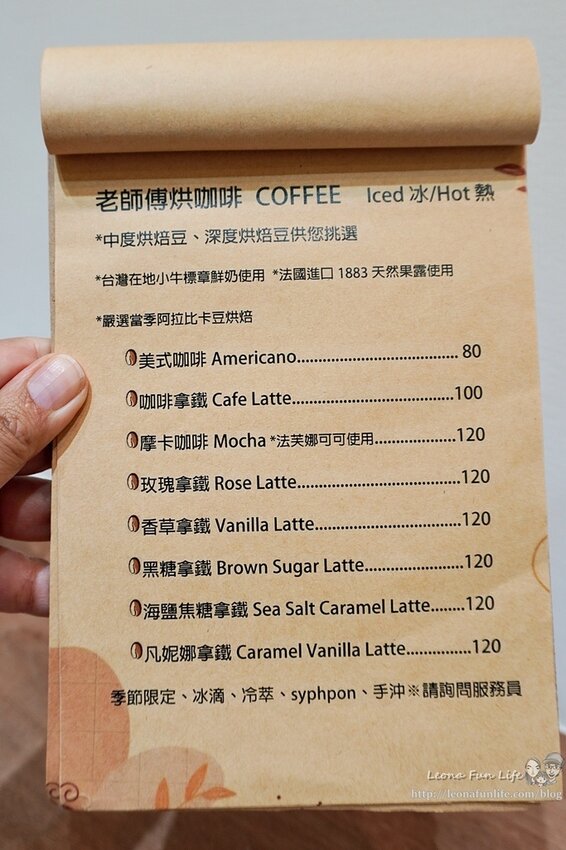 老師傅烘咖啡 COFFEE Iced 冰/Hot 熱
*中度烘焙豆、深度烘焙豆供您挑選
*台灣在地小牛標章鮮奶使用 *法國進口 1883 天然果露使用
*嚴選當季阿拉比卡豆烘焙
美式咖啡 Americano.................................. 80
咖啡拿鐵 Cafe Latte..................................100
摩卡咖啡 Mocha *法芙娜可可使用.................120
玫瑰拿鐵 Rose Latte..................................120
香草拿鐵 Vanilla Latte...............................120
黑糖拿鐵 Brown Sugar Latte.....................120
海鹽焦糖拿鐵 Sea Salt Caramel Latte........120
凡妮娜拿鐵 Caramel Vanilla Latte..............120
季節限定、冰滴、冷萃、syphpon、手沖※請詢問服務員
Leona Fun Life
http://leonafunlife.com/blog